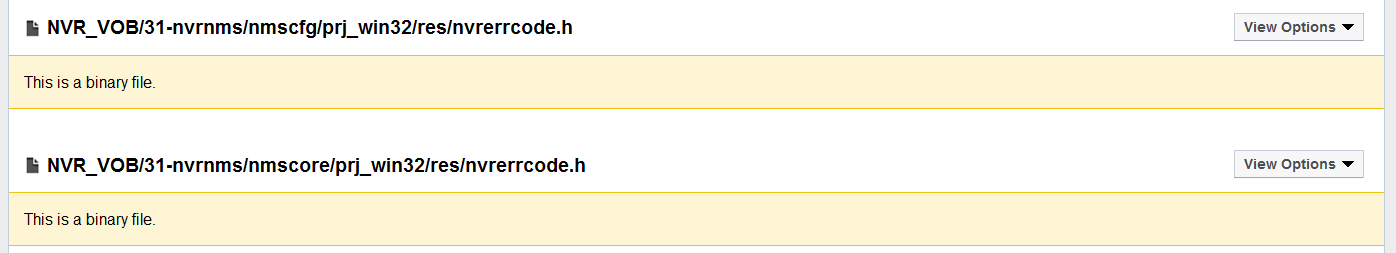 NVR_VOB/31-nvrnms/nmscfg/prj_win32/res/nvrerrcode.h
View Options
This is a binary file.
NVR_VOB/31-nvrnms/nmscore/prj_win32/res/nvrerrcode.h
View Options
This is a binary file.